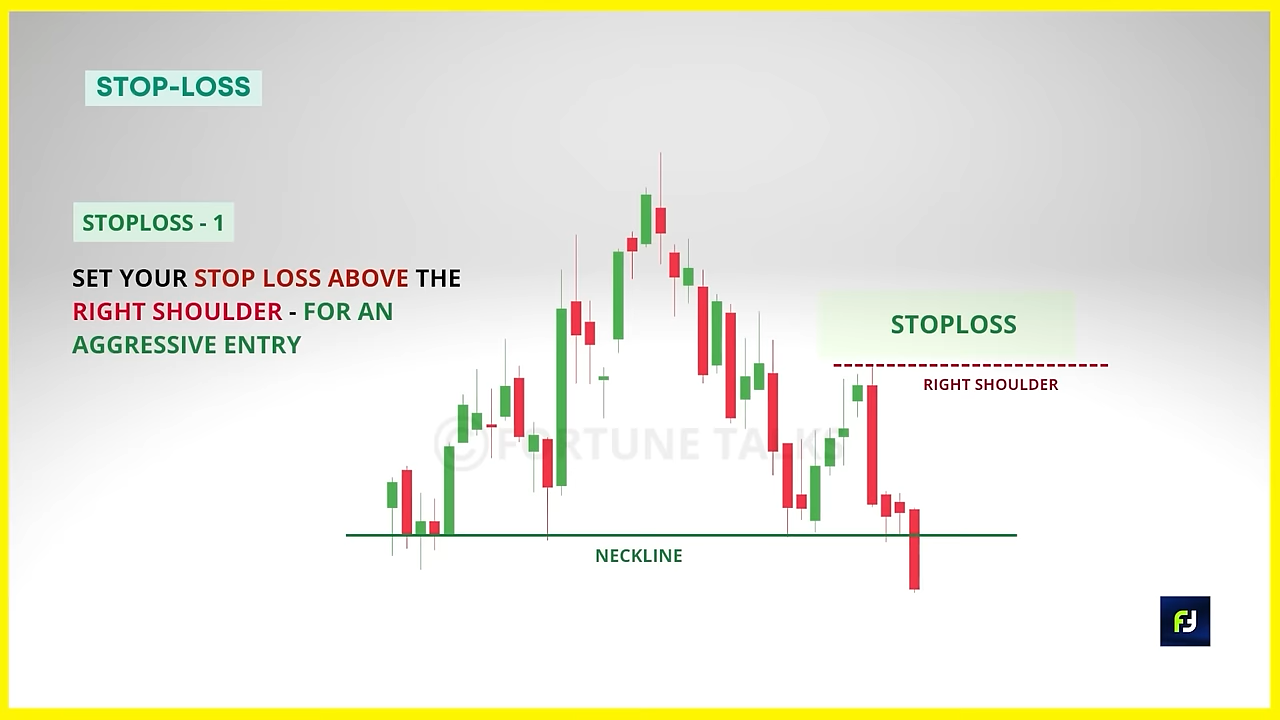 STOP-LOSS
STOPLOSS - 1
SET YOUR STOP LOSS ABOVE THE
RIGHT SHOULDER - FOR AN
AGGRESSIVE ENTRY
STOPLOSS
RIGHT SHOULDER
©FORTUNE TALKS
NECKLINE